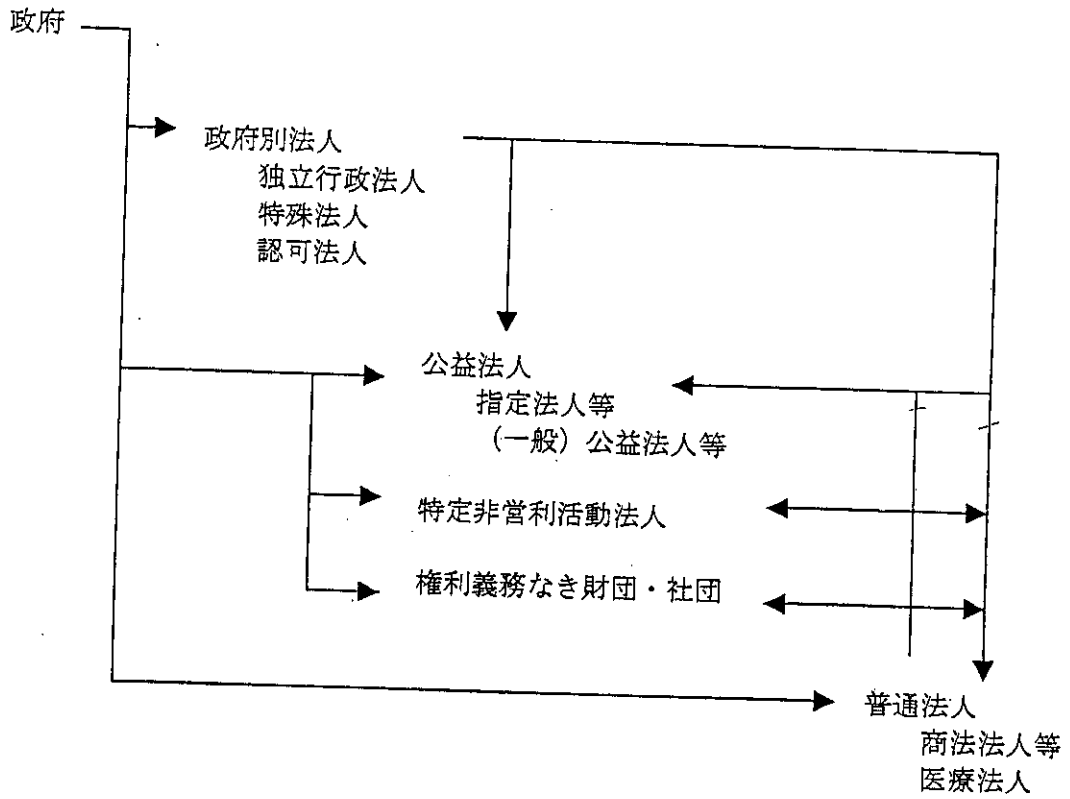 政府
政府別法人
独立行政法人
特殊法人
認可法人
公益法人
指定法人等
（一般）公益法人等
特定非営利活動法人
権利義務なき財団・社団
普通法人
商法法人等
医療法人